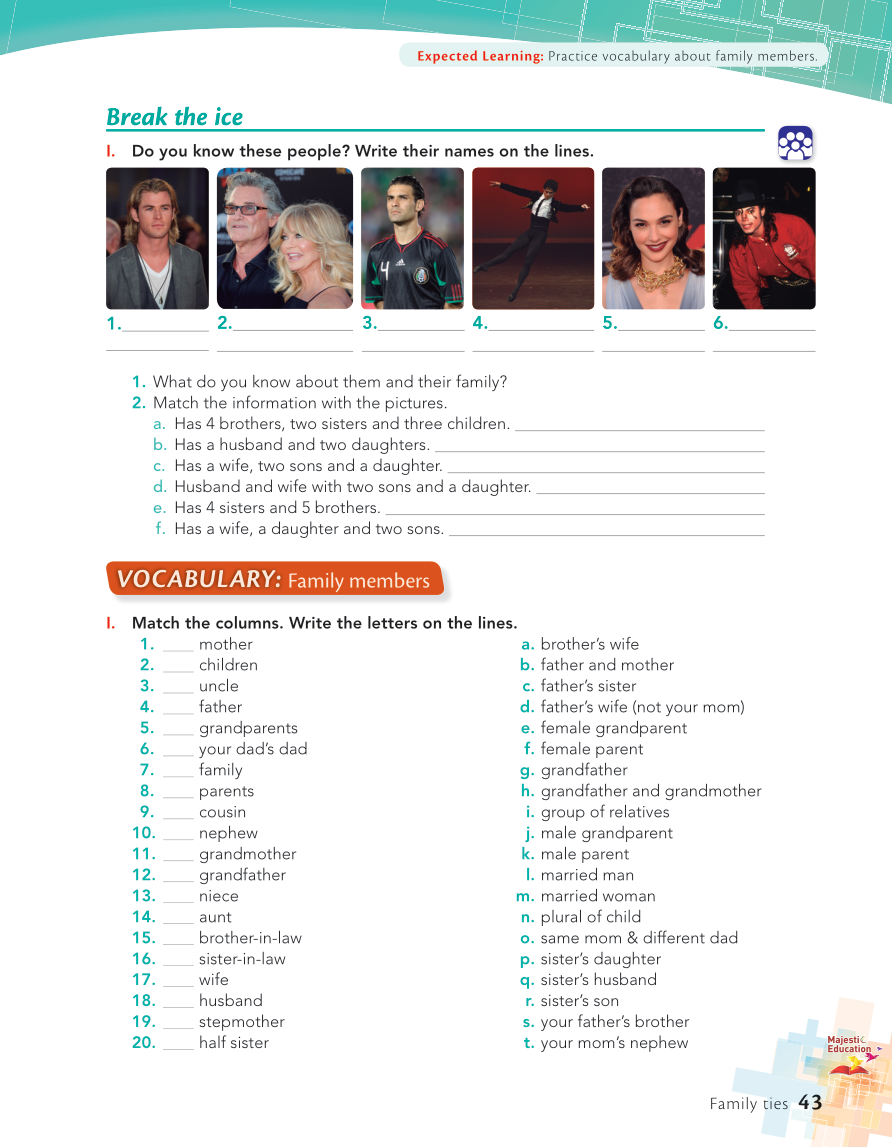 Expected Learning: Practice vocabulary about family members.
Break the ice
I. Do you know these people? Write their names on the lines.
4
1.__________ 2.__________ 3.__________ 4.__________ 5.__________ 6.__________
1. What do you know about them and their family?
2. Match the information with the pictures.
a. Has 4 brothers, two sisters and three children. __________
b. Has a husband and two daughters. __________
c. Has a wife, two sons and a daughter. __________
d. Husband and wife with two sons and a daughter. __________
e. Has 4 sisters and 5 brothers. __________
f. Has a wife, a daughter and two sons. __________
VOCABULARY: Family members
I. Match the columns. Write the letters on the lines.
1. ____ mother
2. ____ children
3. ____ uncle
4. ____ father
5. ____ grandparents
6. ____ your dad's dad
7. ____ family
8. ____ parents
9. ____ cousin
10. ____ nephew
11. ____ grandmother
12. ____ grandfather
13. ____ niece
14. ____ aunt
15. ____ brother-in-law
16. ____ sister-in-law
17. ____ wife
18. ____ husband
19. ____ stepmother
20. ____ half sister
a. brother's wife
b. father and mother
c. father's sister
d. father's wife (not your mom)
e. female grandparent
f. female parent
g. grandfather
h. grandfather and grandmother
i. group of relatives
j. male grandparent
k. male parent
l. married man
m. married woman
n. plural of child
o. same mom & different dad
p. sister's daughter
q. sister's husband
r. sister's son
s. your father's brother
t. your mom's nephew
Majestic
Education
Family ties 43